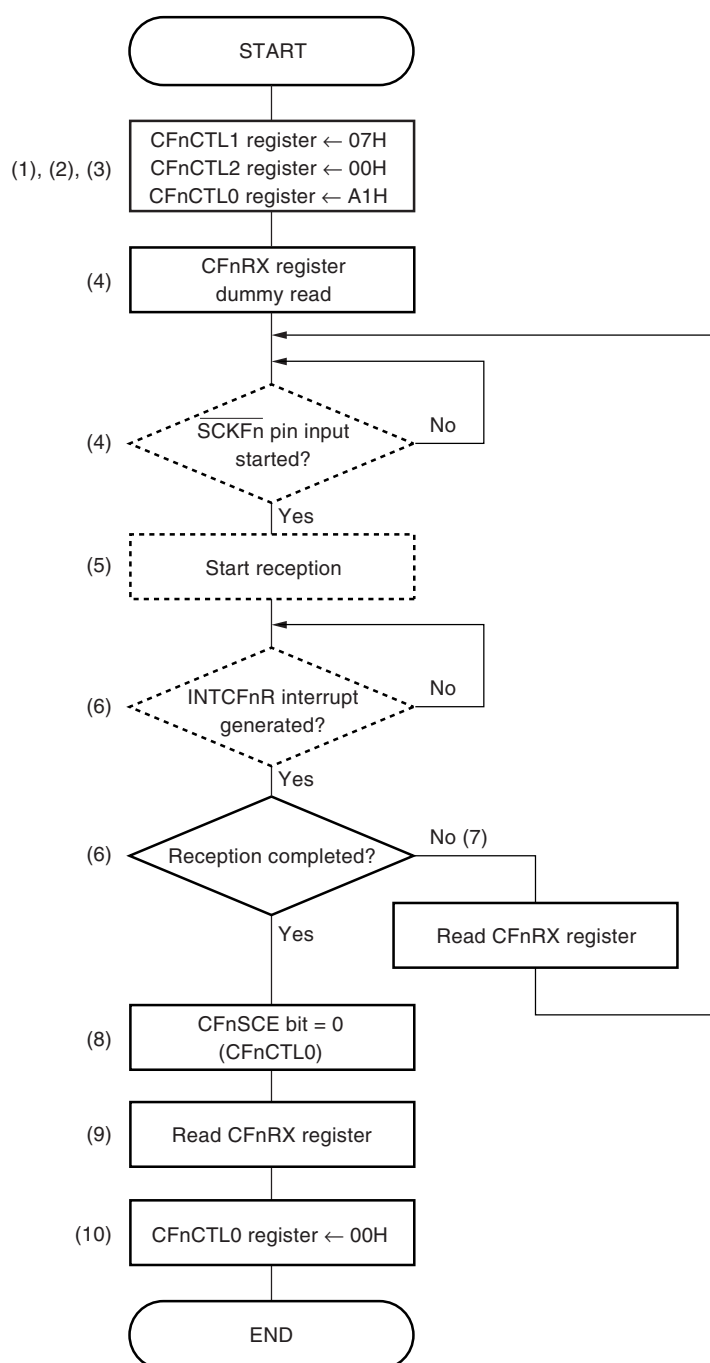 START
(1), (2), (3)
CFnCTL1 register ← 07H
CFnCTL2 register ← 00H
CFnCTL0 register ← A1H
(4)
CFnRX register
dummy read
(4)
SCKFn pin input
started?
No
Yes
(5)
Start reception
(6)
INTCFnR interrupt
generated?
No
Yes
(6)
Reception completed?
No (7)
Read CFnRX register
Yes
(8)
CFnSCE bit = 0
(CFnCTL0)
(9)
Read CFnRX register
(10)
CFnCTL0 register ← 00H
END